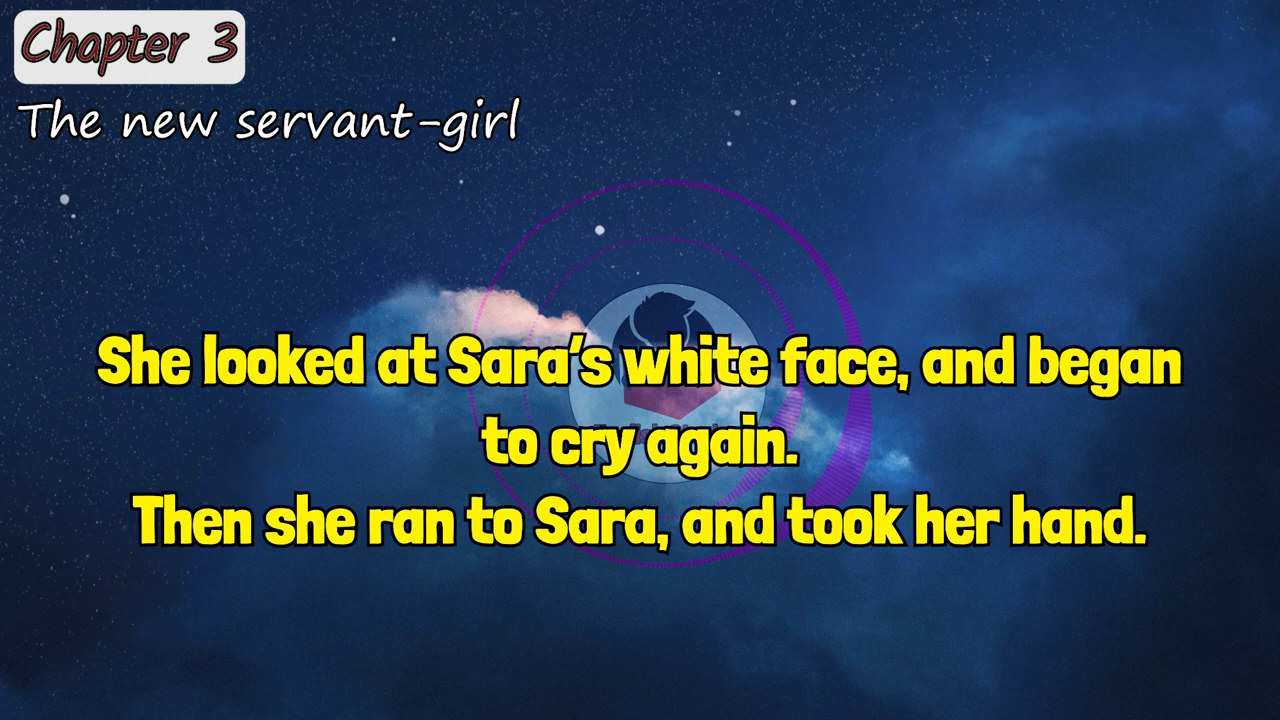 Chapter 3
The new servant-girl
She looked at Sara's white face, and began
to cry again.
Then she ran to Sara, and took her hand.